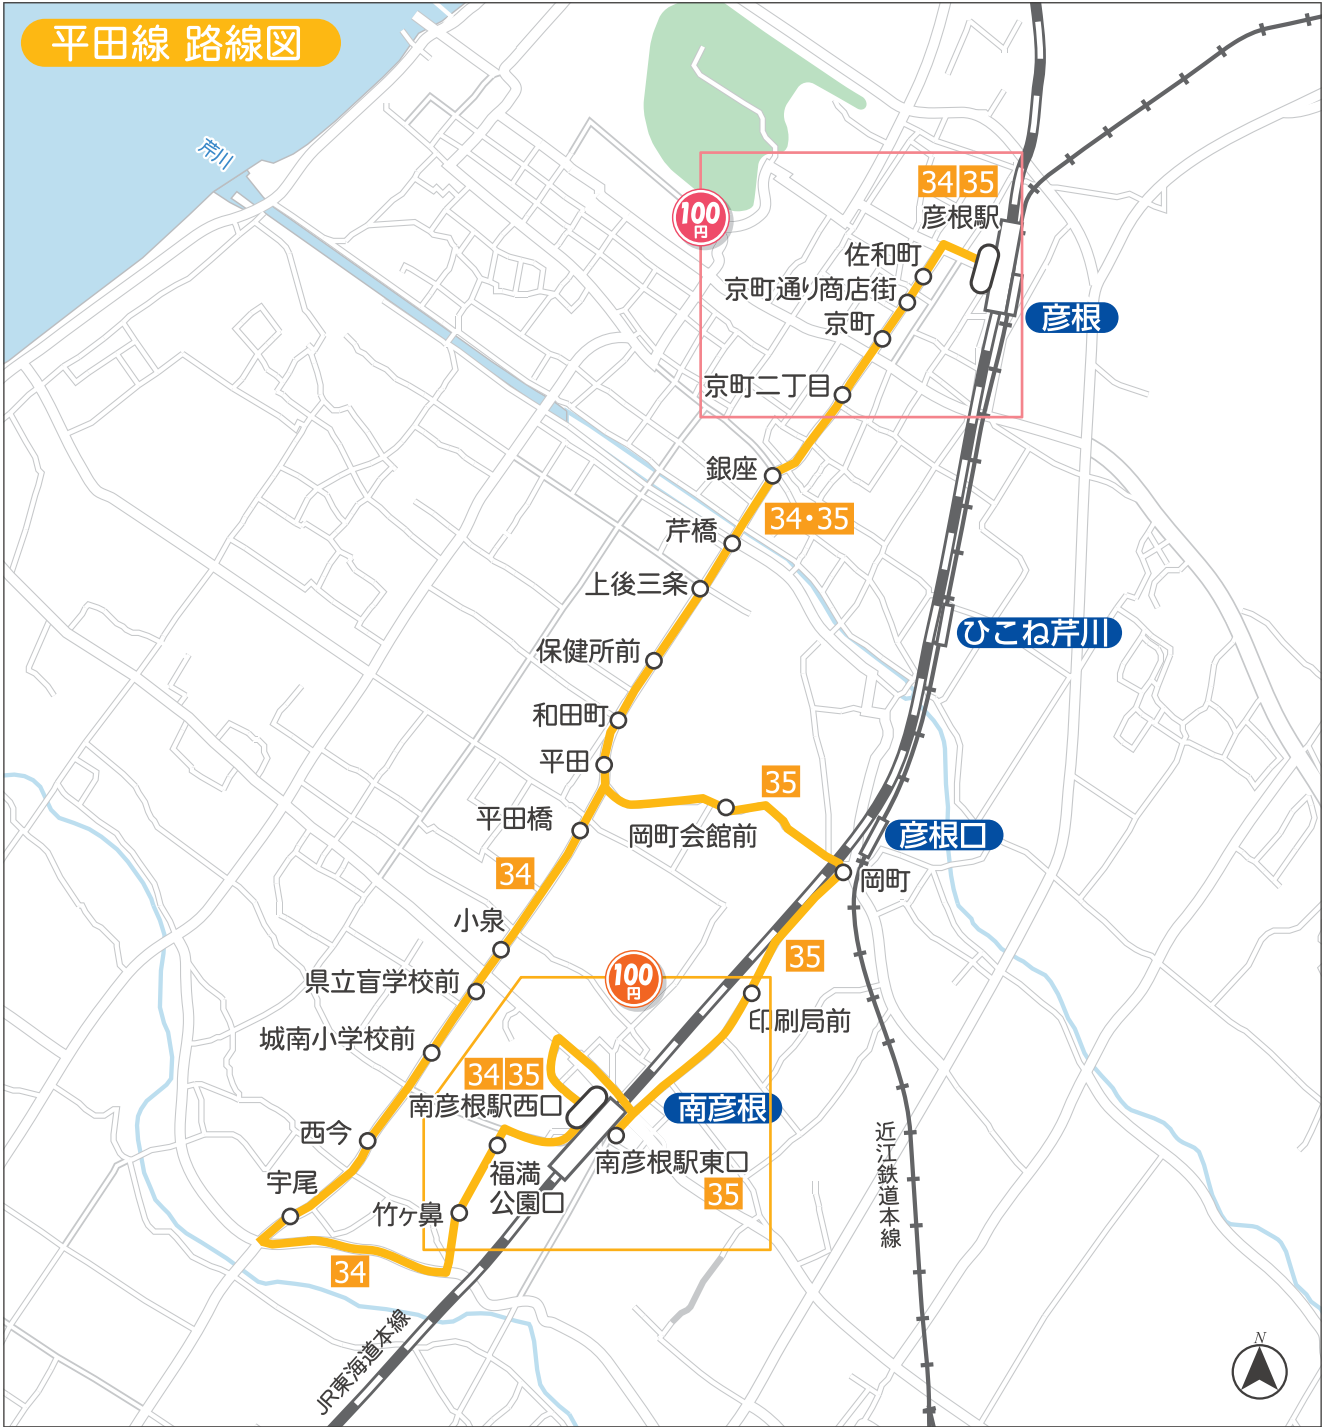 平田線 路線図
芹川
34 35
彦根駅
100
円
佐和町
京町通り商店街
京町
彦根
京町二丁目
銀座
34・35
芹橋
上後三条
ひこね芹川
保健所前
和田町
平田
35
平田橋
岡町会館前
彦根口
34
岡町
小泉
35
県立盲学校前
100
円
印刷局前
城南小学校前
34 35
南彦根駅西口
南彦根
西今
南彦根駅東口
35
福満
公園口
宇尾
竹ヶ鼻
34
近江鉄道本線
JR東海道本線
N